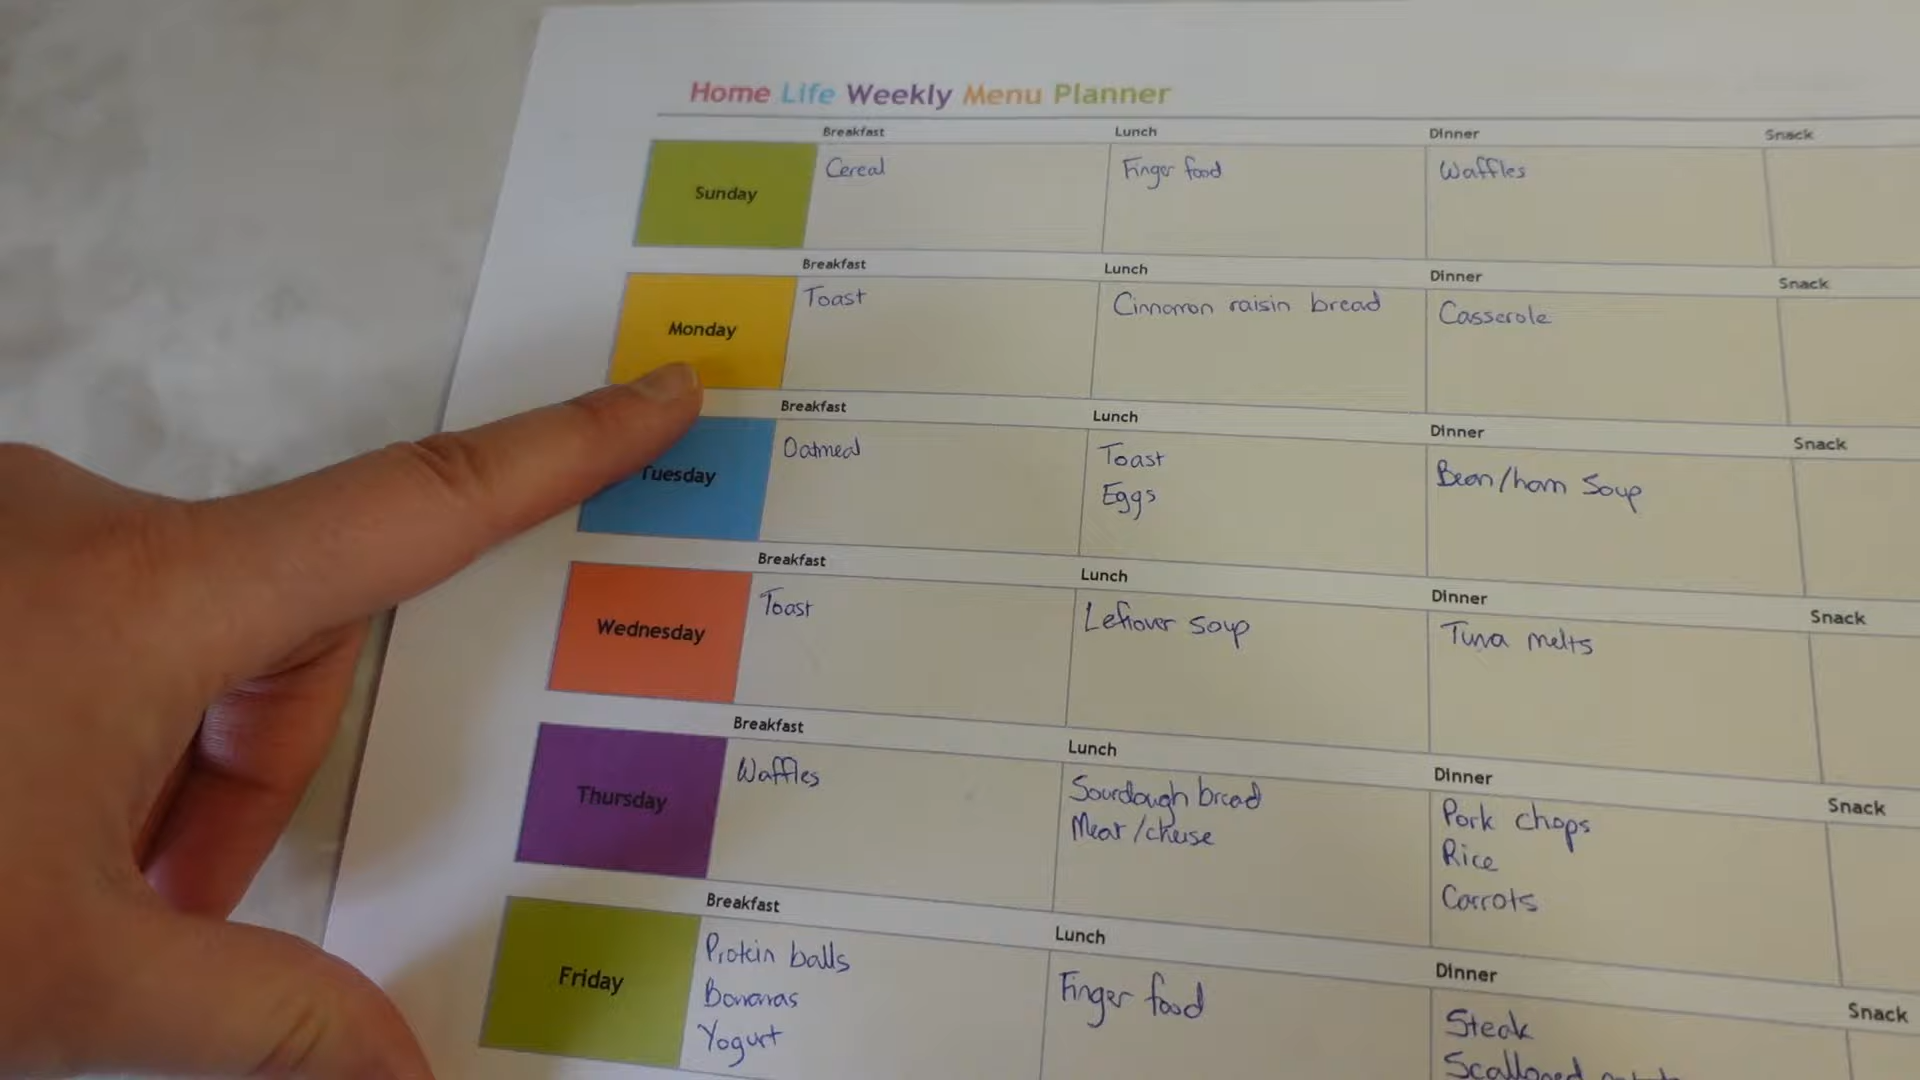 Home Life Weekly Menu Planner
Breakfast Lunch Dinner Snack
Sunday Cereal Finger food Waffles
Breakfast Lunch Dinner Snack
Monday Toast Cinnamon raisin bread Casserole
Breakfast Lunch Dinner Snack
Tuesday Oatmeal Toast Bean/ham Soup
Eggs
Breakfast Lunch Dinner Snack
Wednesday Toast Leftover soup Tuna melts
Breakfast Lunch Dinner Snack
Thursday Waffles Sourdough bread Pork chops
Meat/cheese Rice
Carrots
Breakfast Lunch Dinner Snack
Friday Protein balls Finger food Steak
Bananas Scalloped
Yogurt